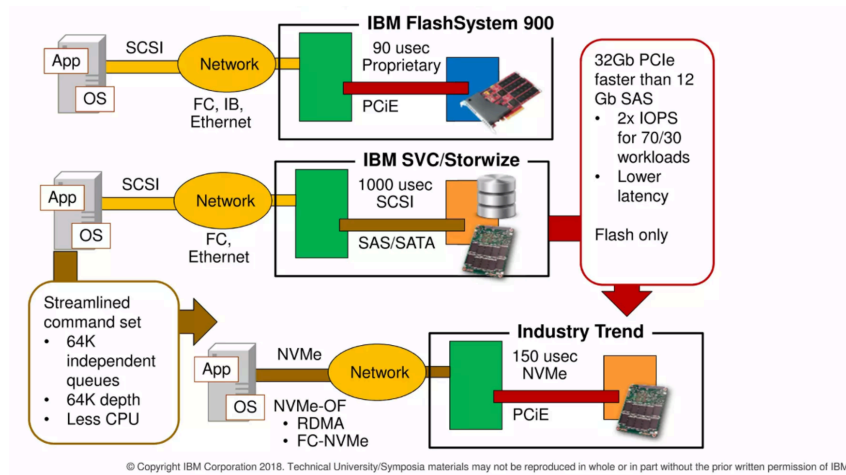 IBM FlashSystem 900
SCSI
App
OS
Network
FC, IB,
Ethernet
90 usec
Proprietary
PCiE
32Gb PCIe
faster than 12
Gb SAS
• 2x IOPS
for 70/30
workloads
• Lower
latency
Flash only
IBM SVC/Storwize
SCSI
App
OS
Network
FC,
Ethernet
1000 usec
SCSI
SAS/SATA
Streamlined
command set
• 64K
independent
queues
• 64K depth
• Less CPU
Industry Trend
NVMe
App
OS
Network
NVMe-OF
• RDMA
• FC-NVMe
150 usec
NVMe
PCiE
© Copyright IBM Corporation 2018. Technical University/Symposia materials may not be reproduced in whole or in part without the prior written permission of IBM